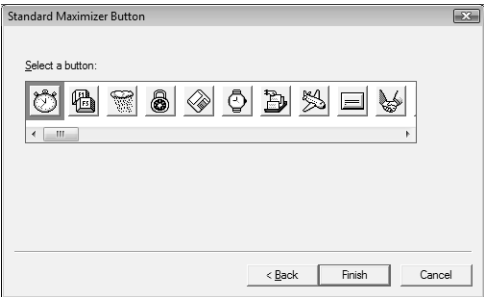 Standard Maximizer Button
Select a button:
< Back
Finish
Cancel